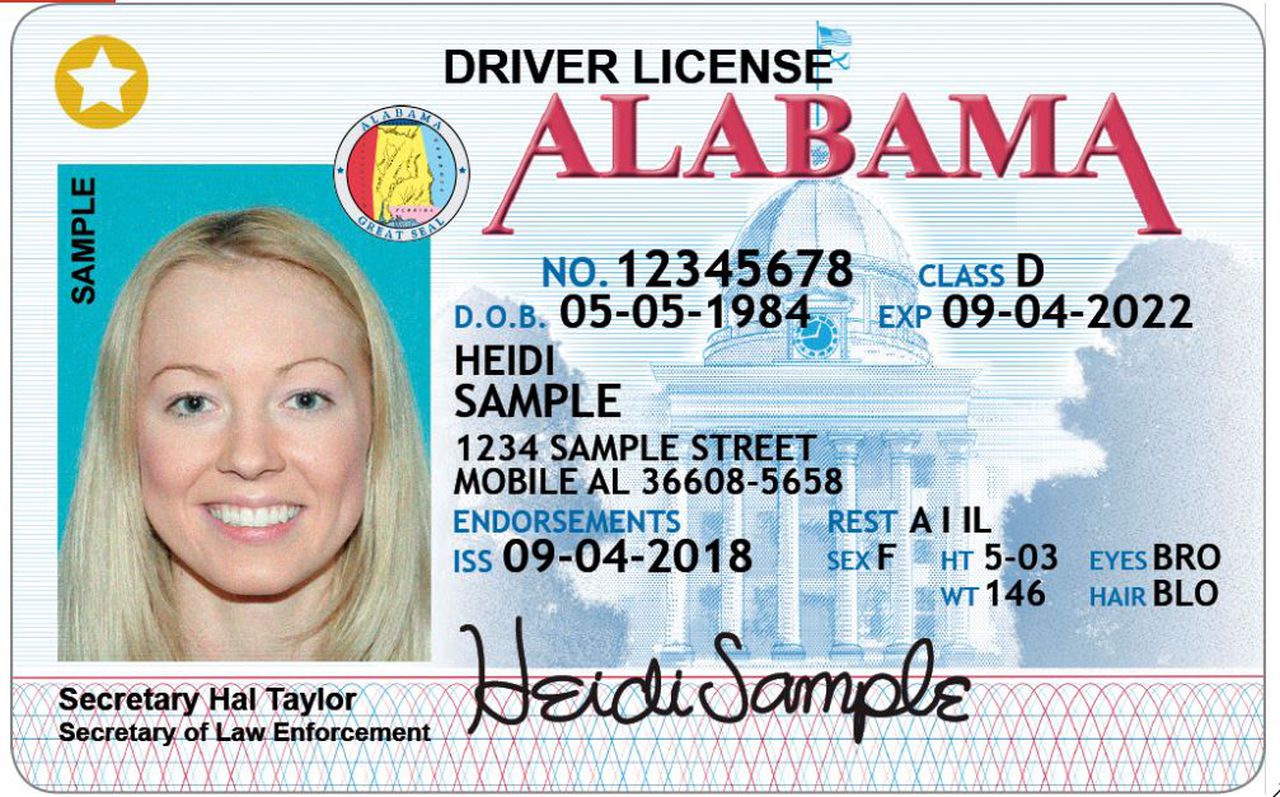 DRIVER LICENSE
ALABAMA
ALABAMA
GREAT SEAL
SAMPLE
NO. 12345678 CLASS D
D.O.B. 05-05-1984 EXP 09-04-2022
HEIDI
SAMPLE
1234 SAMPLE STREET
MOBILE AL 36608-5658
ENDORSEMENTS REST A I IL
ISS 09-04-2018 SEX F HT 5-03 EYES BRO
WT 146 HAIR BLO
Heidi Sample
Secretary Hal Taylor
Secretary of Law Enforcement